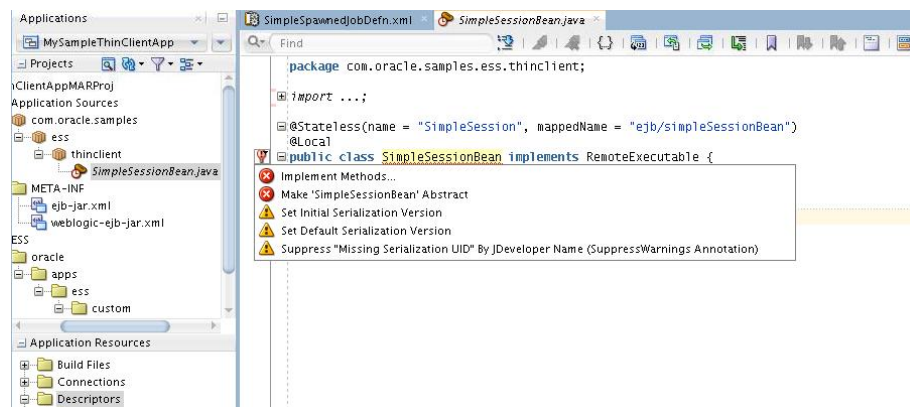 Applications
MySampleThinClientApp
Projects
ClientAppMARProj
Application Sources
com.oracle.samples
ess
thinclient
SimpleSessionBean.java
META-INF
ejb-jar.xml
weblogic-ejb-jar.xml
ESS
oracle
apps
ess
custom
Application Resources
Build Files
Connections
Descriptors
SimpleSpawnedJobDefn.xml
SimpleSessionBean.java
Find
package com.oracle.samples.ess.thinclient;
import ...;
@Stateless(name = "SimpleSession", mappedName = "ejb/simpleSessionBean")
@Local
public class SimpleSessionBean implements RemoteExecutable {
Implement Methods...
Make 'SimpleSessionBean' Abstract
Set Initial Serialization Version
Set Default Serialization Version
Suppress "Missing Serialization UID" By JDeveloper Name (SuppressWarnings Annotation)